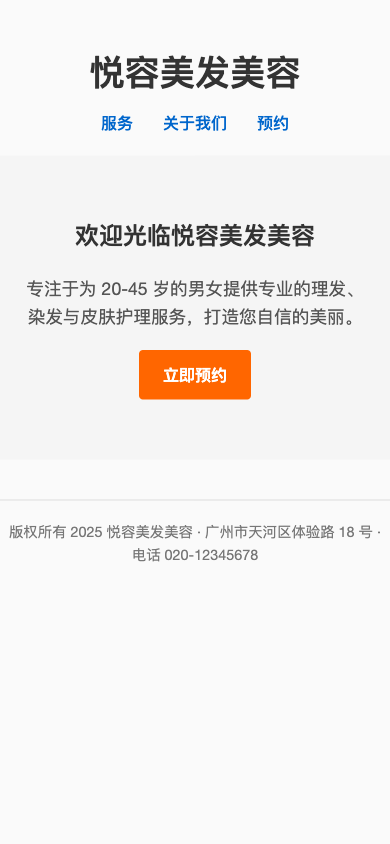 悦容美发美容
服务 关于我们 预约
欢迎光临悦容美发美容
专注于为 20-45 岁的男女提供专业的理发、
染发与皮肤护理服务，打造您自信的美丽。
立即预约
版权所有 2025 悦容美发美容 · 广州市天河区体验路 18 号 ·
电话 020-12345678